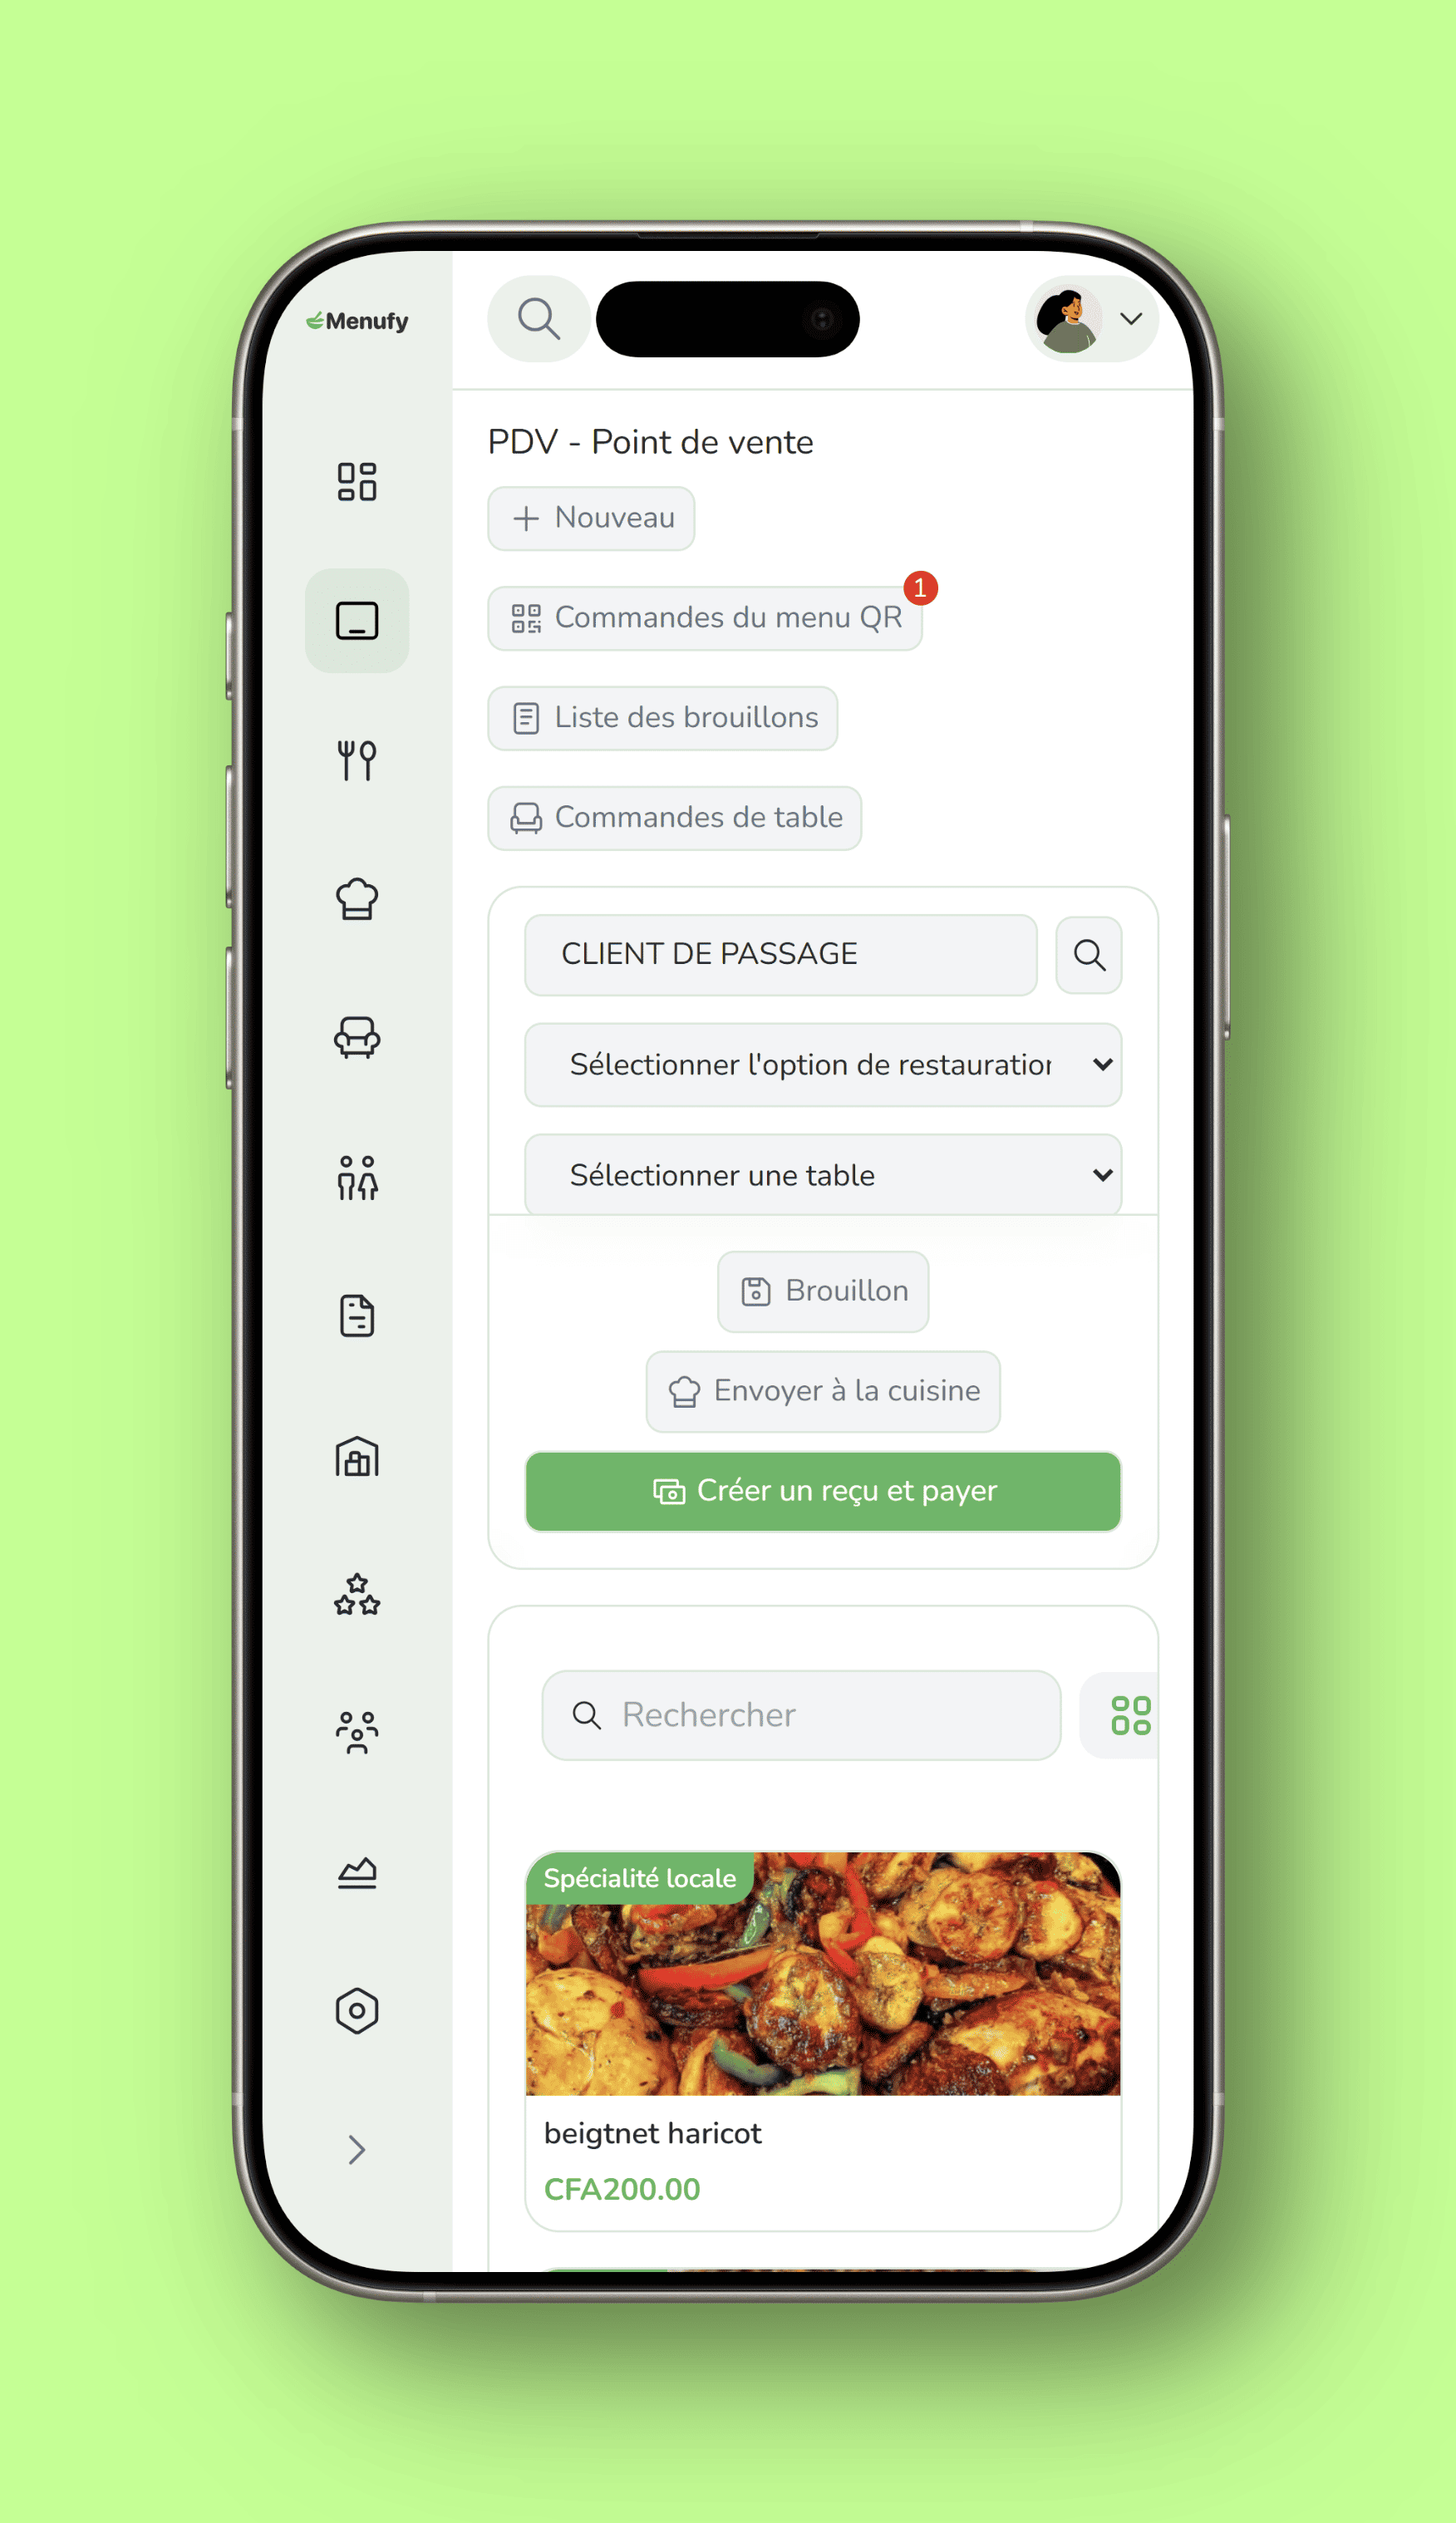 Menufy
PDV - Point de vente
Nouveau
1
Commandes du menu QR
Liste des brouillons
Commandes de table
CLIENT DE PASSAGE
Sélectionner l'option de restauration
Sélectionner une table
Brouillon
Envoyer à la cuisine
Créer un reçu et payer
Rechercher
Spécialité locale
beigtnet haricot
CFA200.00